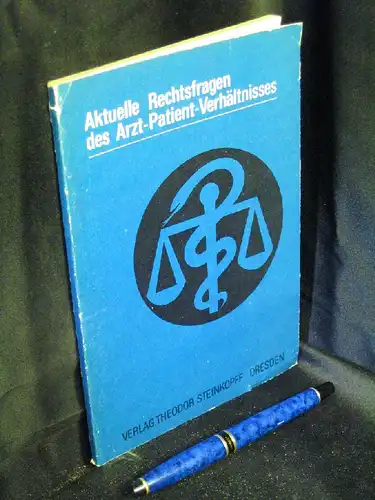 Aktuelle Rechtsfragen
des Arzt-Patient-Verhältnisses
VERLAG THEODOR STEINKOPFF DRESDEN